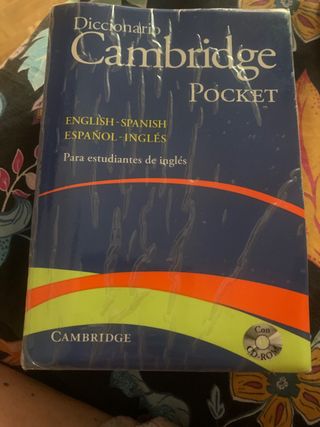 Diccionario
Cambridge
POCKET
ENGLISH-SPANISH
ESPAÑOL-INGLÉS
Para estudiantes de inglés
CAMBRIDGE
Con
CD-ROM